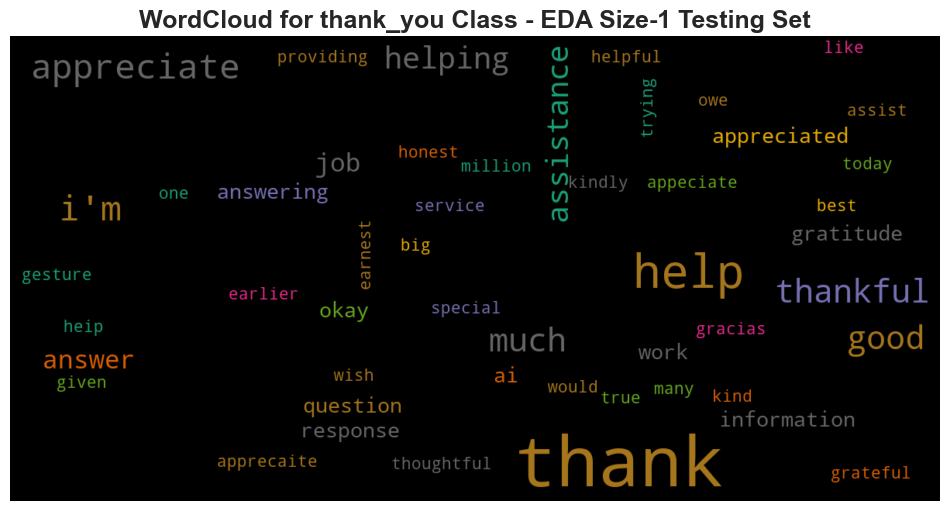 WordCloud for thank_you Class - EDA Size-1 Testing Set
like
providing
helping
helpful
appreciate
assistance
trying
owe
assist
appreciated
honest
job
million
today
kindly
appeciate
one
answering
i'm
service
best
gratitude
earnest
big
help
gesture
thankful
earlier
okay
special
heip
gracias
much
good
work
answer
given
wish
ai
would
many
true
kind
question
information
response
apprecaite
thoughtful
thank
grateful